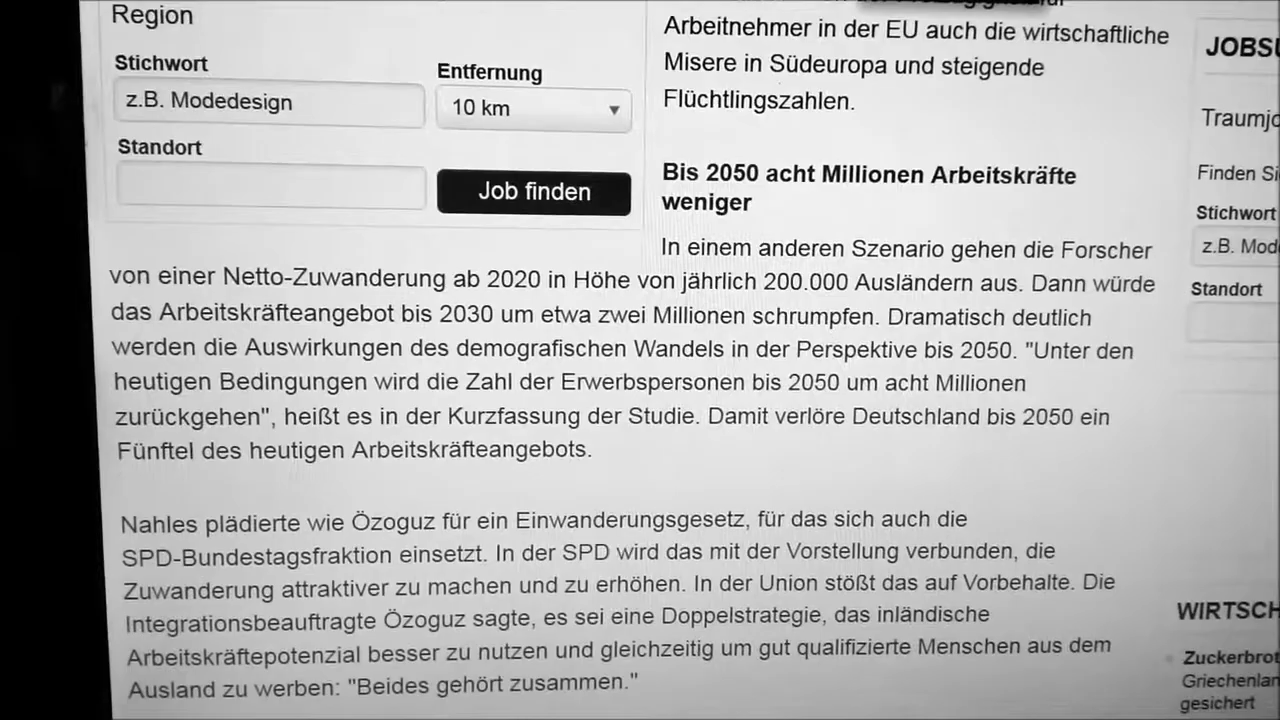 Region
Stichwort
Entfernung
z.B. Modedesign
10 km
Standort
Job finden
Arbeitnehmer in der EU auch die wirtschaftliche
Misere in Südeuropa und steigende
Flüchtlingszahlen.
Bis 2050 acht Millionen Arbeitskräfte
weniger
In einem anderen Szenario gehen die Forscher
von einer Netto-Zuwanderung ab 2020 in Höhe von jährlich 200.000 Ausländern aus. Dann würde
das Arbeitskräfteangebot bis 2030 um etwa zwei Millionen schrumpfen. Dramatisch deutlich
werden die Auswirkungen des demografischen Wandels in der Perspektive bis 2050. "Unter den
heutigen Bedingungen wird die Zahl der Erwerbspersonen bis 2050 um acht Millionen
zurückgehen", heißt es in der Kurzfassung der Studie. Damit verlöre Deutschland bis 2050 ein
Fünftel des heutigen Arbeitskräfteangebots.
Nahles plädierte wie Özoguz für ein Einwanderungsgesetz, für das sich auch die
SPD-Bundestagsfraktion einsetzt. In der SPD wird das mit der Vorstellung verbunden, die
Zuwanderung attraktiver zu machen und zu erhöhen. In der Union stößt das auf Vorbehalte. Die
Integrationsbeauftragte Özoguz sagte, es sei eine Doppelstrategie, das inländische
Arbeitskräftepotenzial besser zu nutzen und gleichzeitig um gut qualifizierte Menschen aus dem
Ausland zu werben: "Beides gehört zusammen."
JOBSU
Traumjo
Finden Si
Stichwort
z.B. Mod
Standort
WIRTSCH
Zuckerbrot
Griechenlan
gesichert